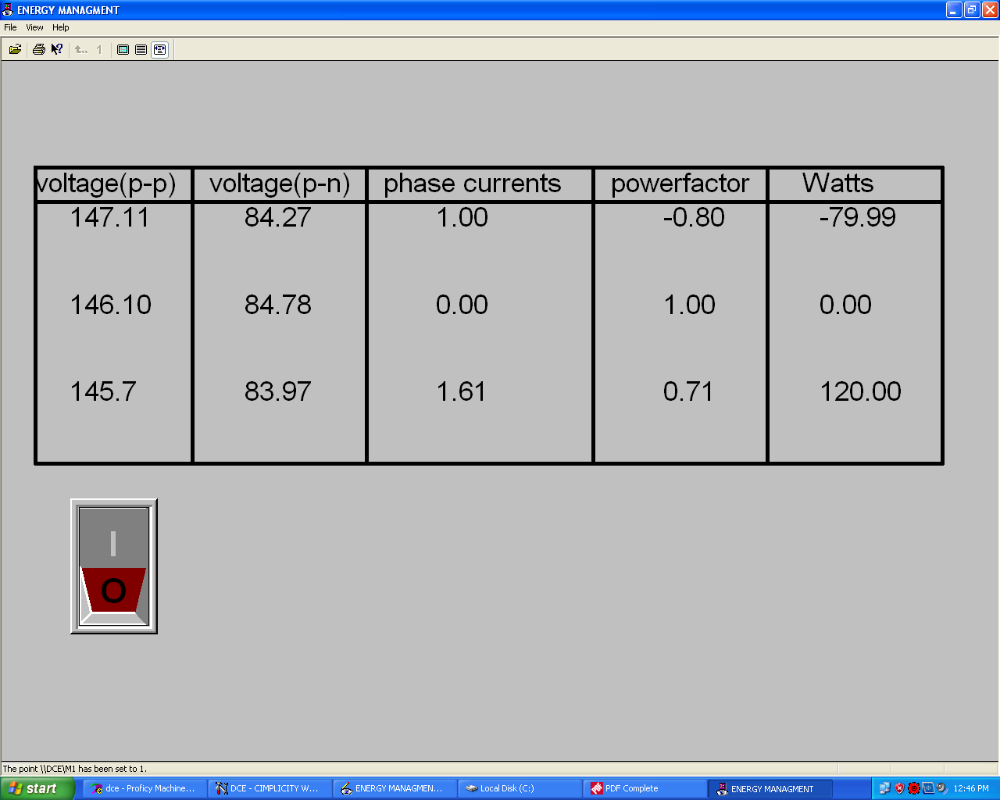 ENERGY MANAGMENT
File View Help
1
voltage(p-p) voltage(p-n) phase currents powerfactor Watts
147.11 84.27 1.00 -0.80 -79.99
146.10 84.78 0.00 1.00 0.00
145.7 83.97 1.61 0.71 120.00
I
O
The point \\DCE\M1 has been set to 1.
start dce - Proficy Machine... DCE - CIMPLICITY W... ENERGY MANAGMEN... Local Disk (C:) PDF Complete ENERGY MANAGMENT 12:46 PM